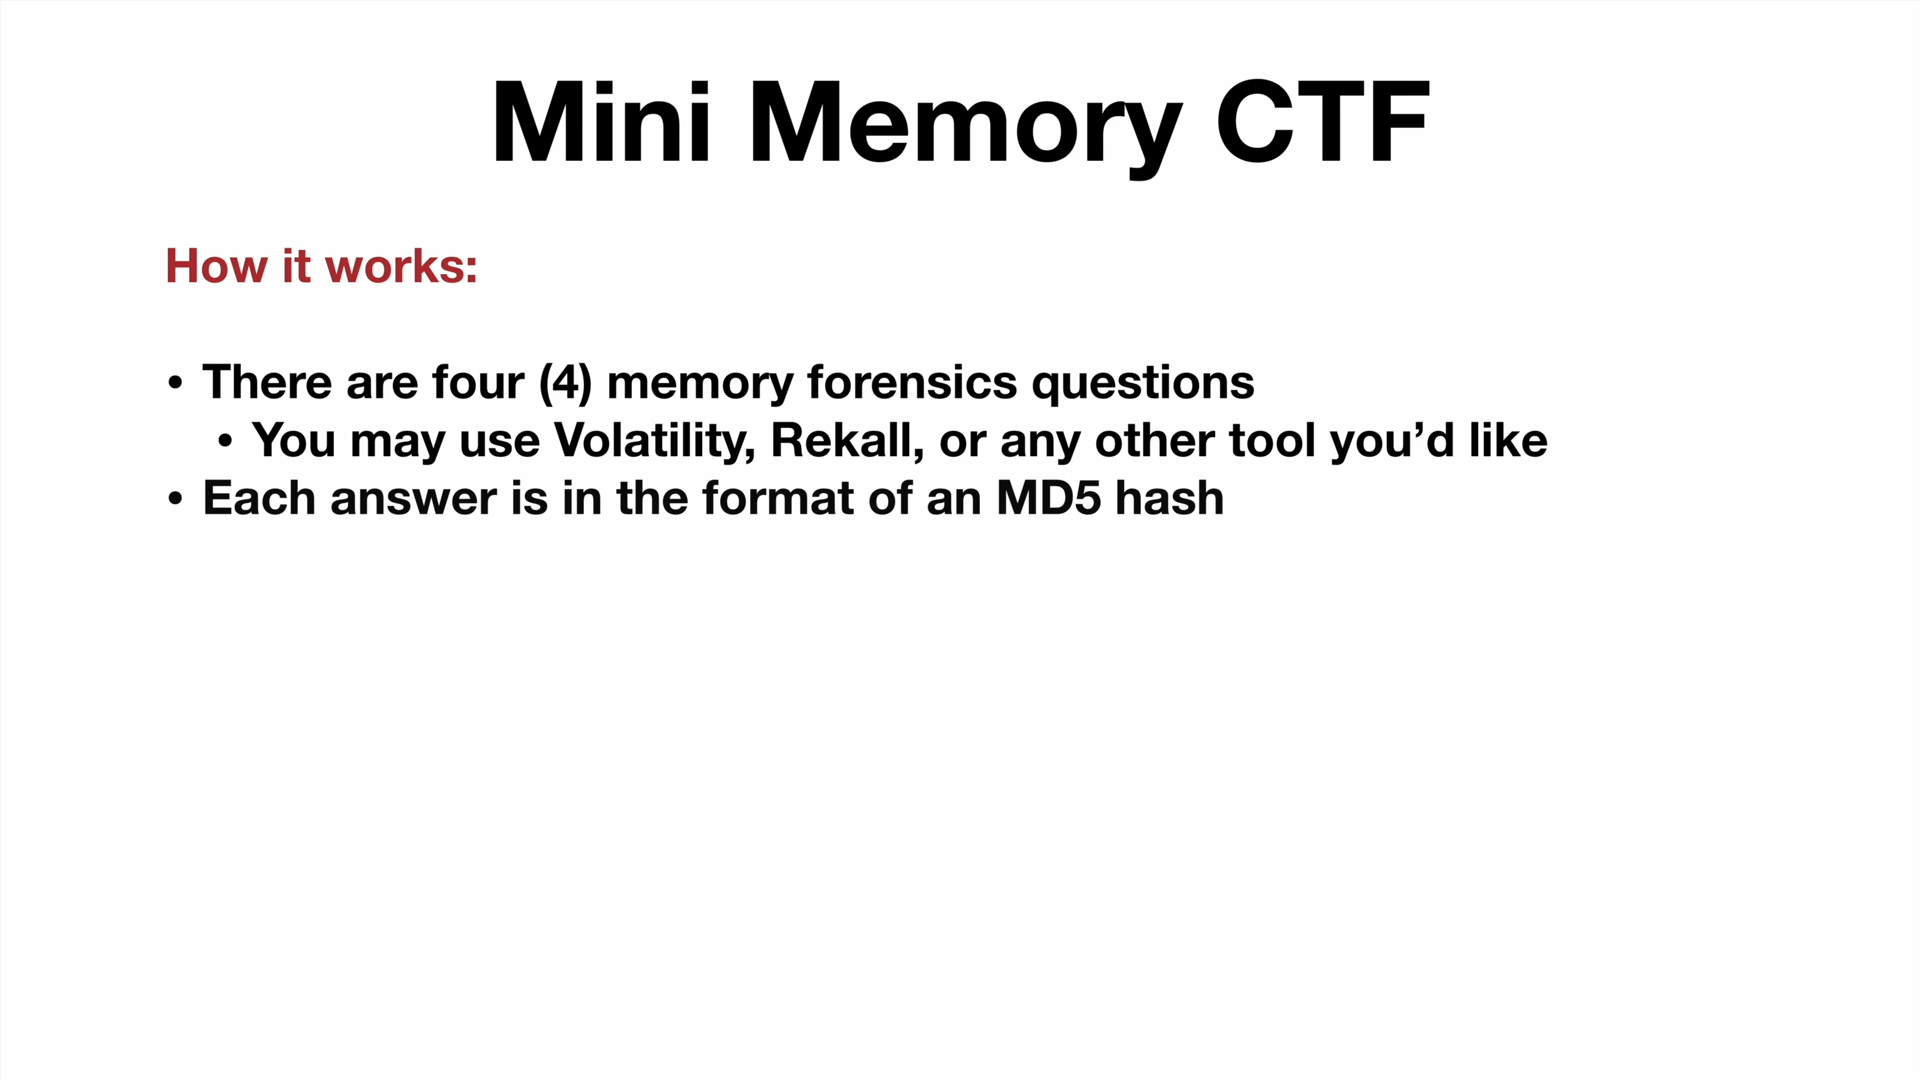 Mini Memory CTF
How it works:
• There are four (4) memory forensics questions
• You may use Volatility, Rekall, or any other tool you’d like
• Each answer is in the format of an MD5 hash